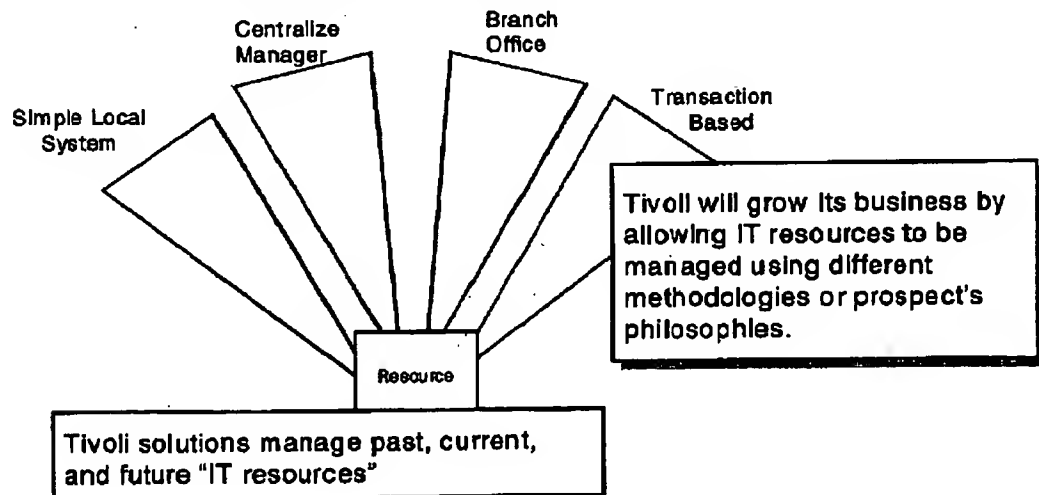 Simple Local
System
Centralize
Manager
Branch
Office
Transaction
Based
Tivoli will grow its business by
allowing IT resources to be
managed using different
methodologies or prospect's
philosophies.
Resource
Tivoli solutions manage past, current,
and future "IT resources"